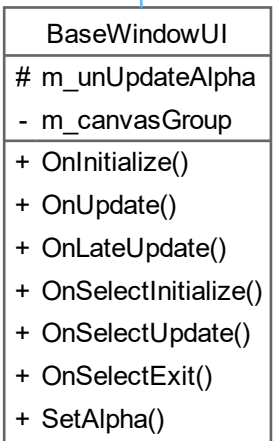 BaseWindowUI
# m_unUpdateAlpha
- m_canvasGroup
+ OnInitialize()
+ OnUpdate()
+ OnLateUpdate()
+ OnSelectInitialize()
+ OnSelectUpdate()
+ OnSelectExit()
+ SetAlpha()